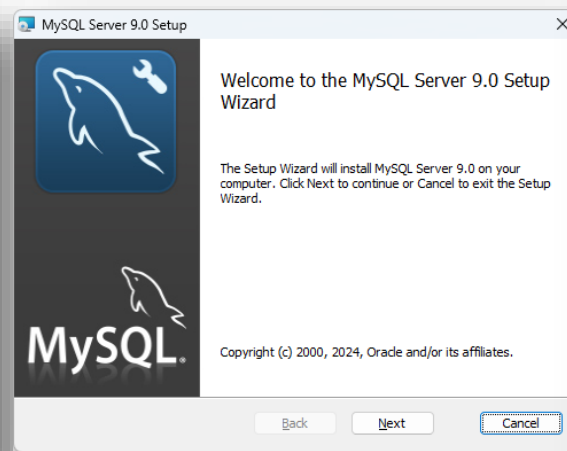 MySQL Server 9.0 Setup
Welcome to the MySQL Server 9.0 Setup
Wizard
The Setup Wizard will install MySQL Server 9.0 on your
computer. Click Next to continue or Cancel to exit the Setup
Wizard.
MySQL.
Copyright (c) 2000, 2024, Oracle and/or its affiliates.
Back Next Cancel